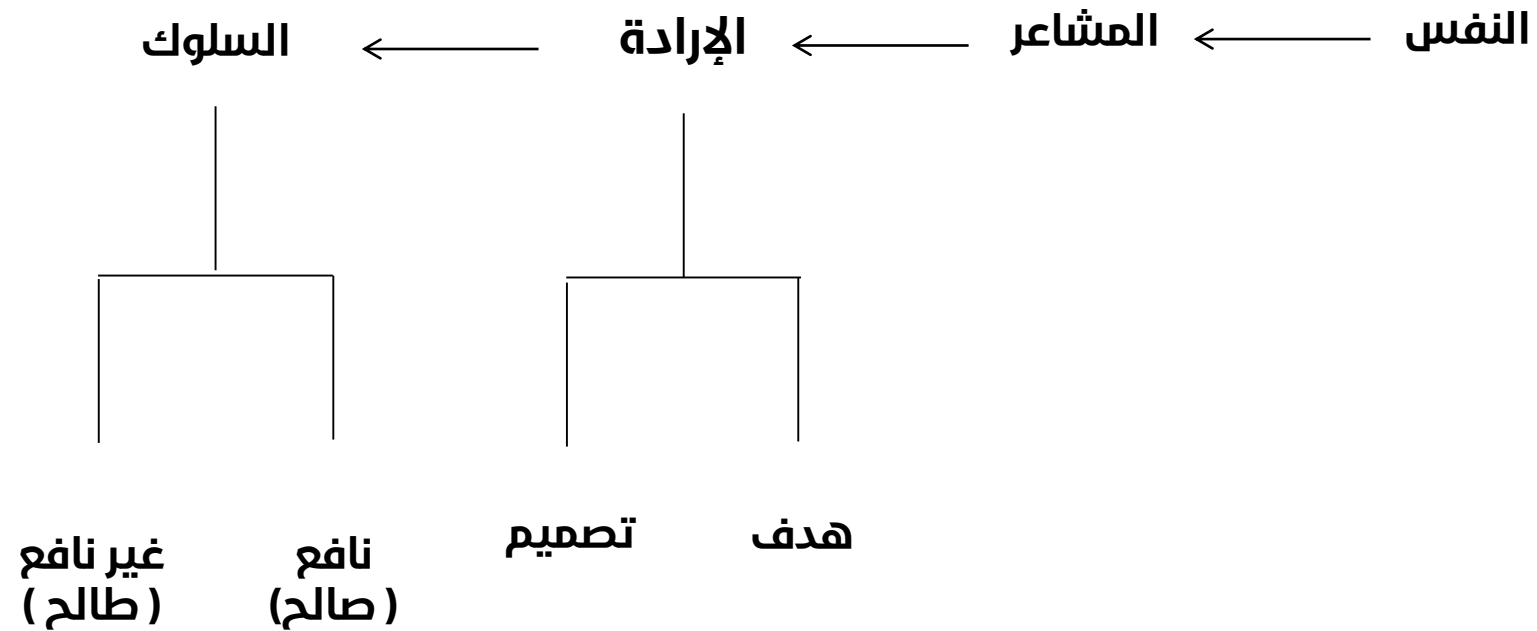 النفس
المشاعر
الإرادة
السلوك
هدف
تصميم
نافع
( صالح)
غير نافع
( طالح )